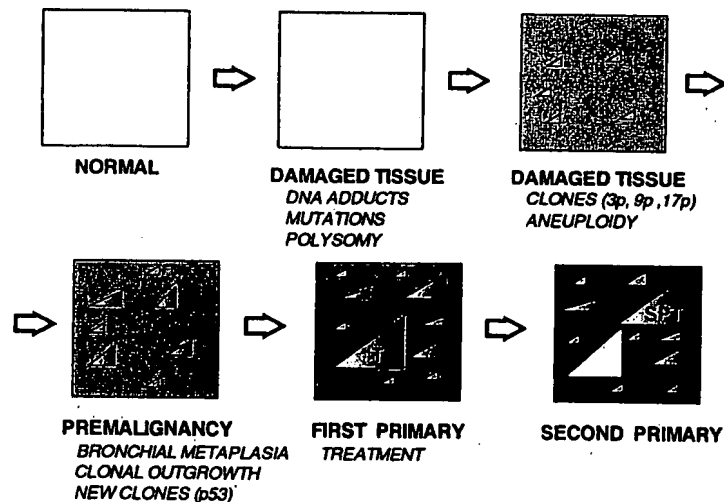 NORMAL
DAMAGED TISSUE
DNA ADDUCTS
MUTATIONS
POLYSOMY
DAMAGED TISSUE
CLONES (3p, 9p ,17p)
ANEUPLOIDY
PREMALIGNANCY
BRONCHIAL METAPLASIA
CLONAL OUTGROWTH
NEW CLONES (p53)
FIRST PRIMARY
TREATMENT
SPT
SECOND PRIMARY